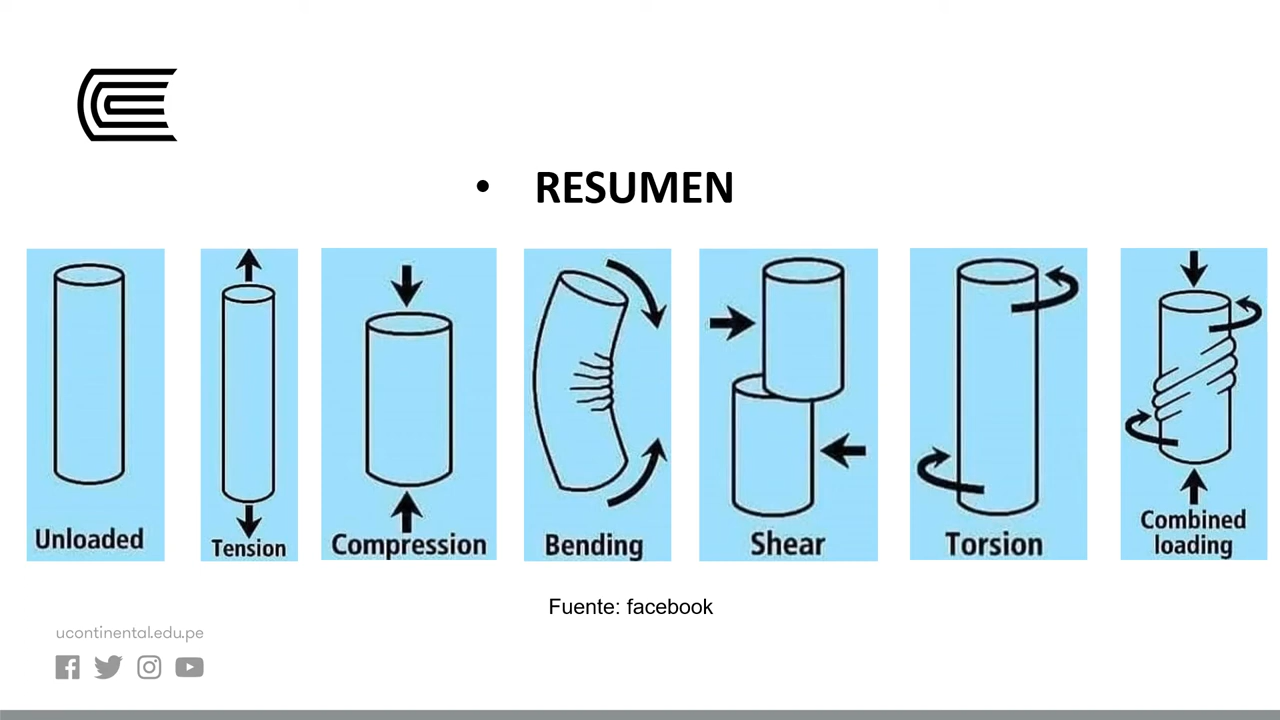 • RESUMEN
Unloaded
Tension
Compression
Bending
Shear
Torsion
Combined
loading
Fuente: facebook
ucontinental.edu.pe